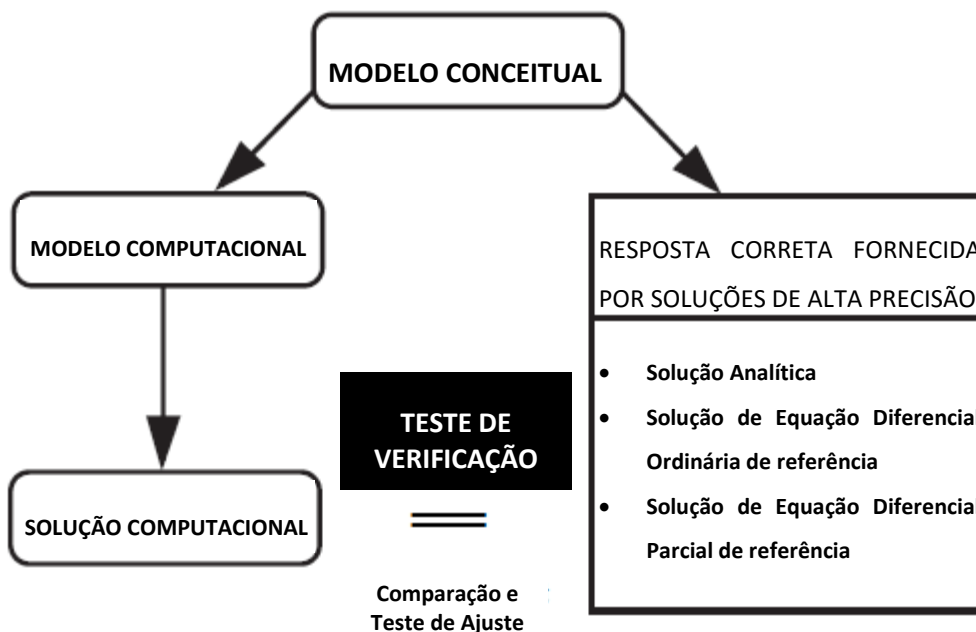 MODELO CONCEITUAL
MODELO COMPUTACIONAL
SOLUÇÃO COMPUTACIONAL
TESTE DE
VERIFICAÇÃO
Comparação e
Teste de Ajuste
RESPOSTA CORRETA FORNECIDA
POR SOLUÇÕES DE ALTA PRECISÃO
• Solução Analítica
• Solução de Equação Diferencial
Ordinária de referência
• Solução de Equação Diferencial
Parcial de referência